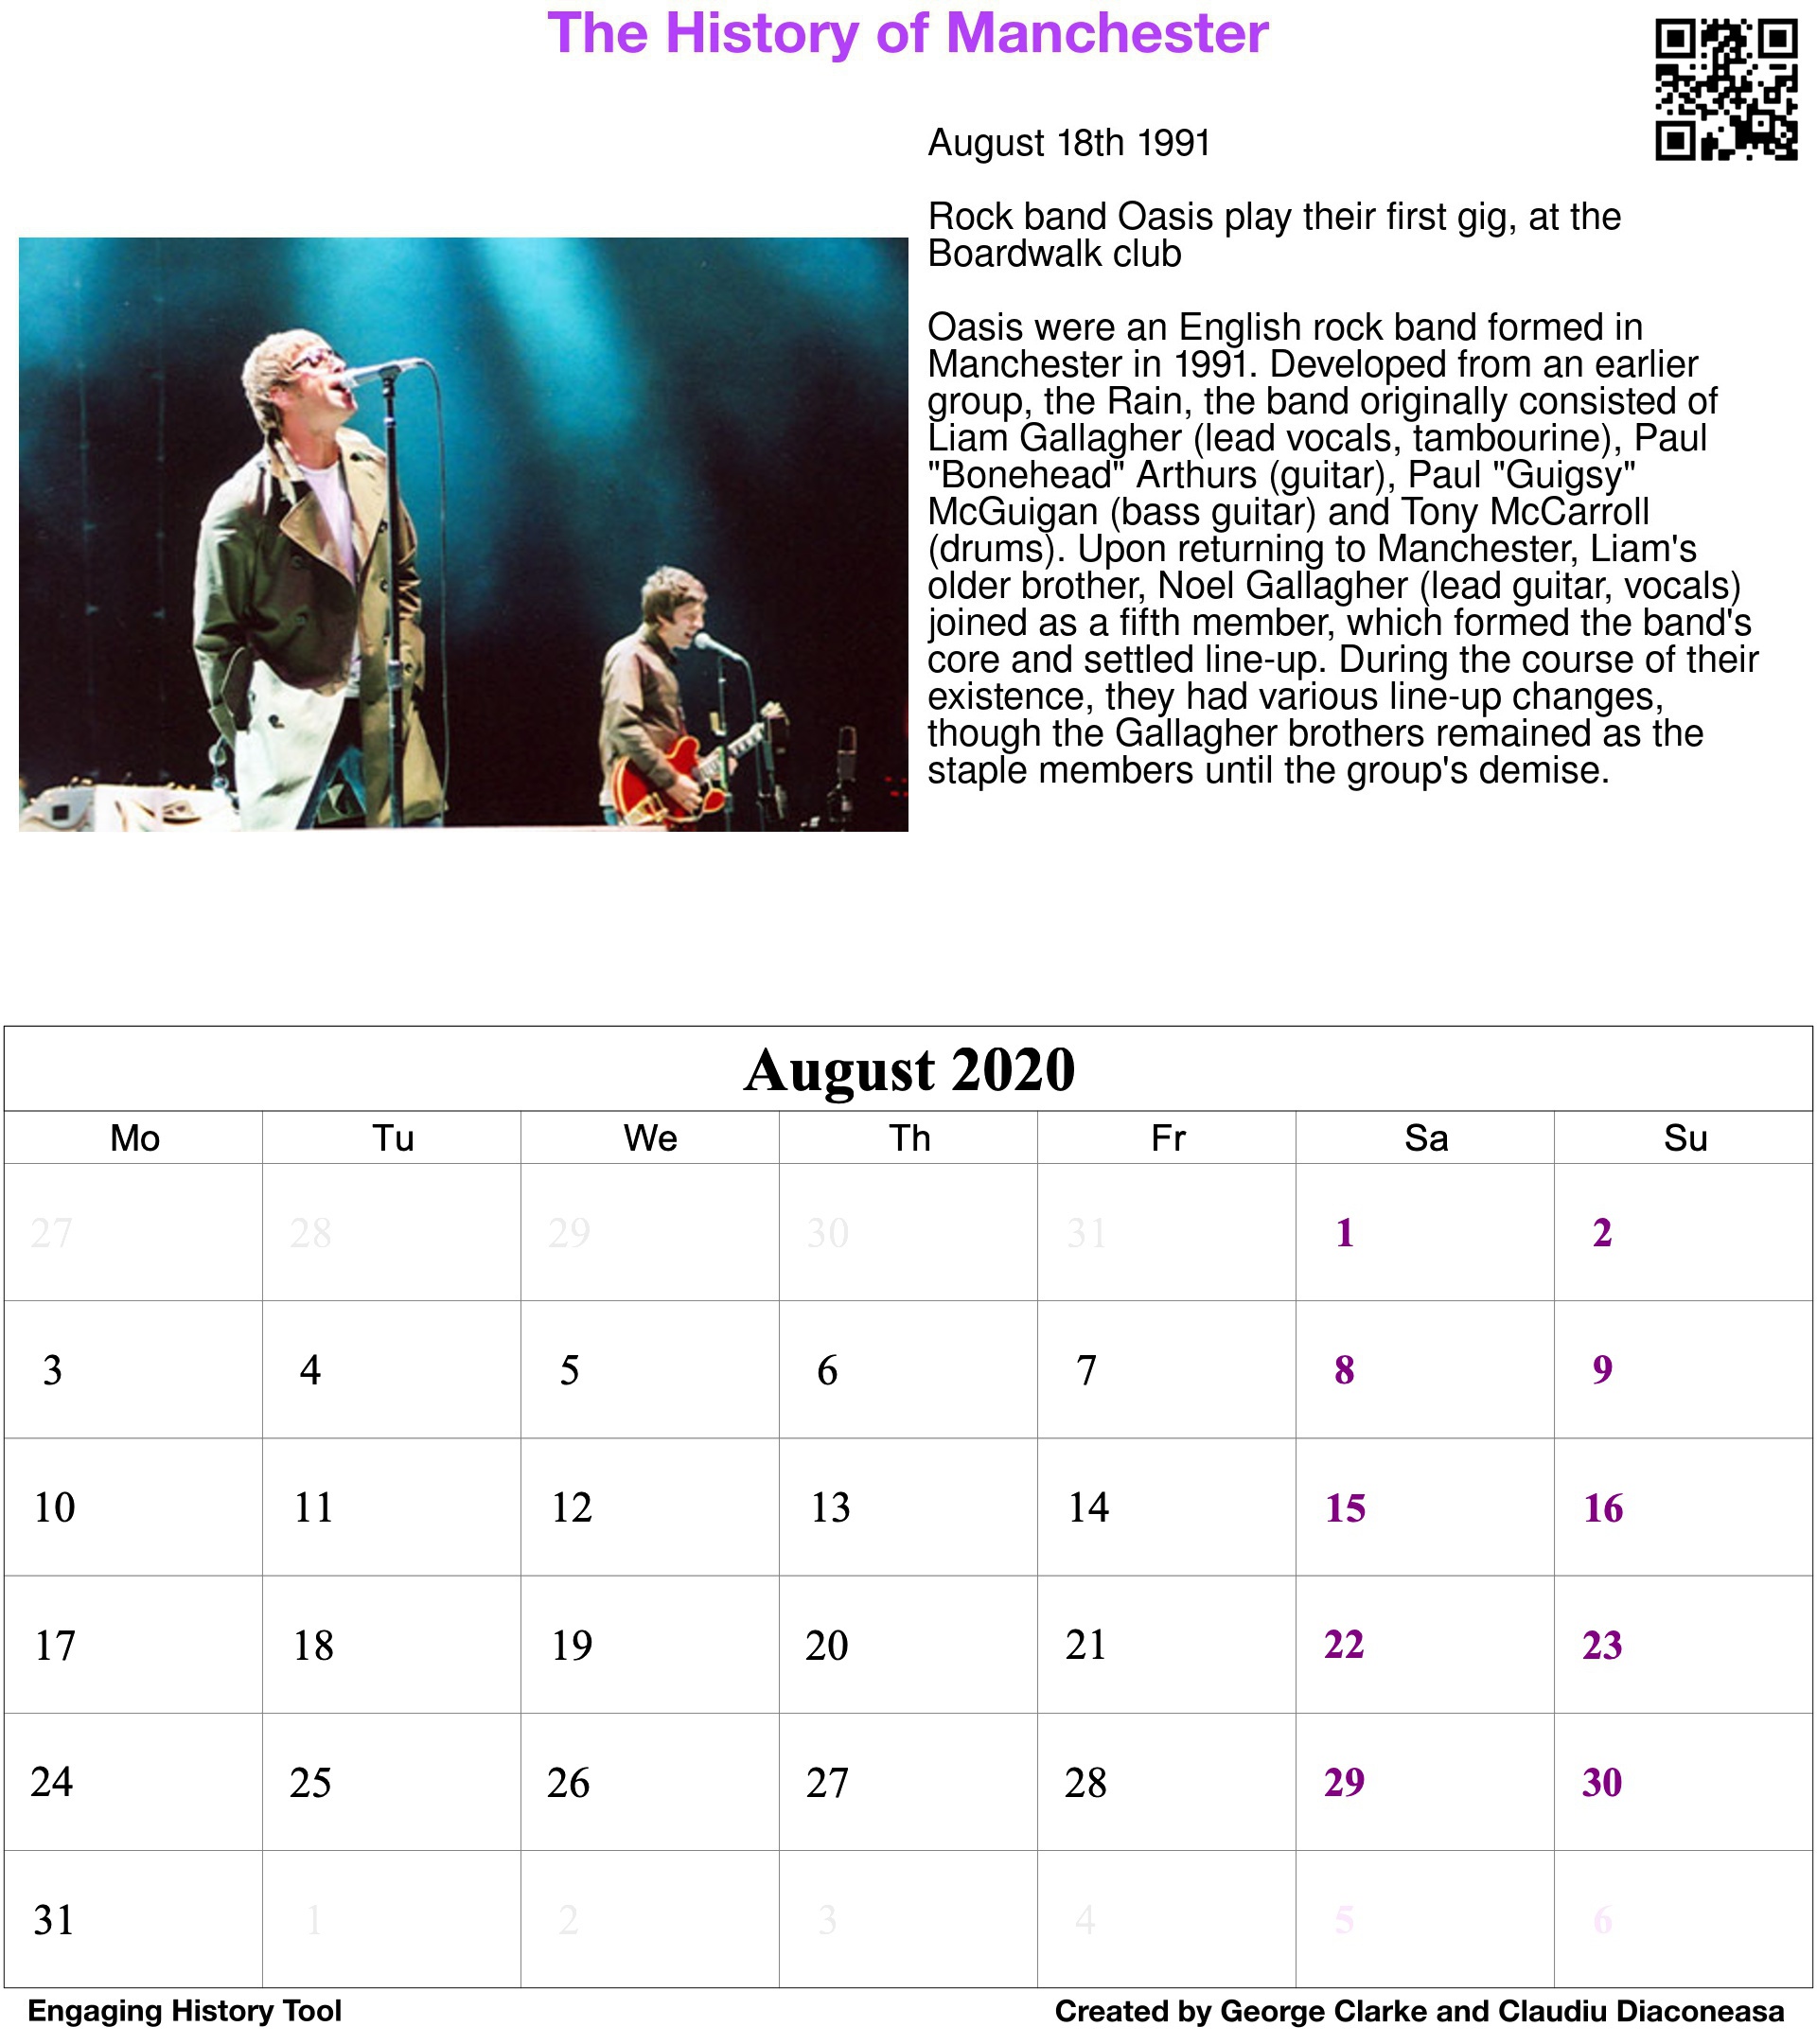 The History of Manchester
August 18th 1991
Rock band Oasis play their first gig, at the
Boardwalk club
Oasis were an English rock band formed in
Manchester in 1991. Developed from an earlier
group, the Rain, the band originally consisted of
Liam Gallagher (lead vocals, tambourine), Paul
"Bonehead" Arthurs (guitar), Paul "Guigsy"
McGuigan (bass guitar) and Tony McCarroll
(drums). Upon returning to Manchester, Liam's
older brother, Noel Gallagher (lead guitar, vocals)
joined as a fifth member, which formed the band's
core and settled line-up. During the course of their
existence, they had various line-up changes,
though the Gallagher brothers remained as the
staple members until the group's demise.
August 2020
Mo Tu We Th Fr Sa Su
27 28 29 30 31 1 2
3 4 5 6 7 8 9
10 11 12 13 14 15 16
17 18 19 20 21 22 23
24 25 26 27 28 29 30
31 1 2 3 4 5 6
Engaging History Tool Created by George Clarke and Claudiu Diaconeasa